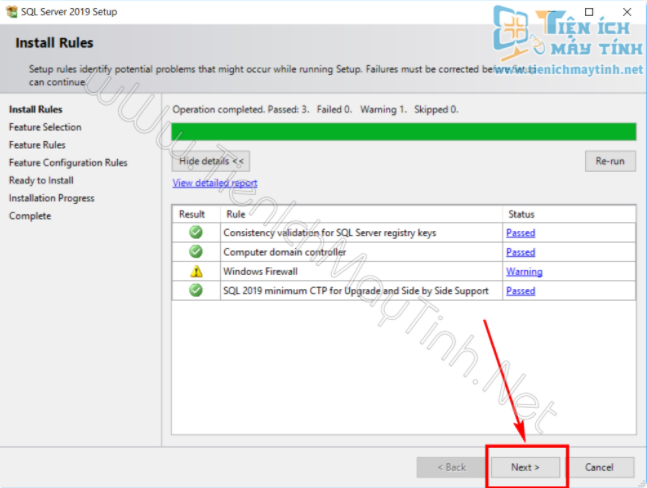 SQL Server 2019 Setup
TIỆN ÍCH
MÁY TÍNH
www.tienichmaytinh.net
Install Rules
Setup rules identify potential problems that might occur while running Setup. Failures must be corrected before Setup
can continue.
Install Rules
Feature Selection
Feature Rules
Feature Configuration Rules
Ready to Install
Installation Progress
Complete
Operation completed. Passed: 3. Failed 0. Warning 1. Skipped 0.
Hide details <<
Re-run
View detailed report
Result Rule Status
Consistency validation for SQL Server registry keys Passed
Computer domain controller Passed
Windows Firewall Warning
SQL 2019 minimum CTP for Upgrade and Side by Side Support Passed
www.TienIchMayTinh.Net
< Back Next > Cancel